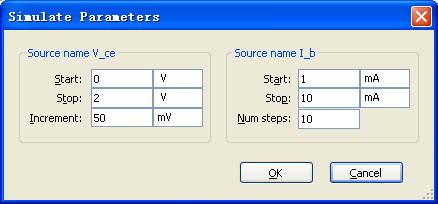 Simulate Parameters
Source name V_ce
Start: 0 V
Stop: 2 V
Increment: 50 mV
Source name I_b
Start: 1 mA
Stop: 10 mA
Num steps: 10
OK Cancel